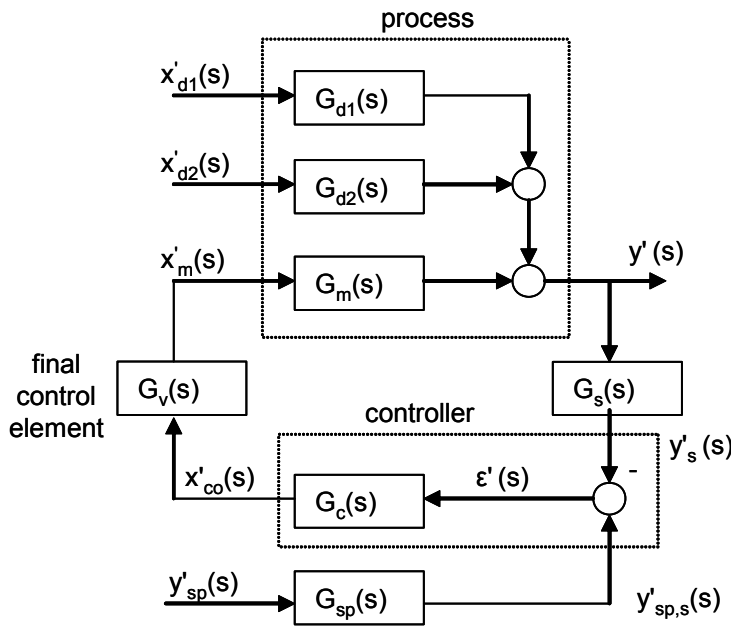 process
x'd1(s)
Gd1(s)
x'd2(s)
Gd2(s)
x'm(s)
Gm(s)
y'(s)
final
control
element
Gv(s)
Gs(s)
controller
y's(s)
-
x'co(s)
Gc(s)
ε'(s)
y'sp(s)
Gsp(s)
y'sp,s(s)